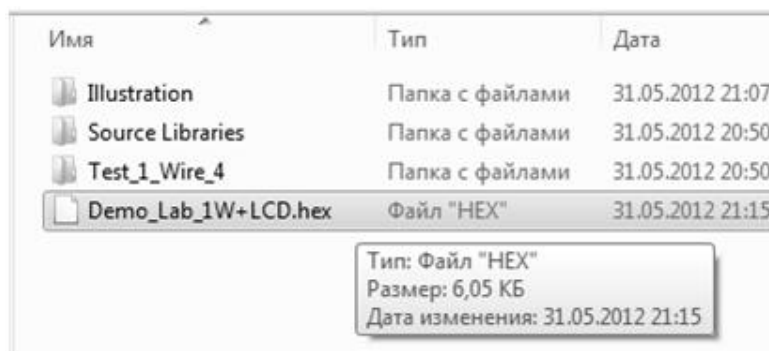 Имя Тип Дата
Illustration Папка с файлами 31.05.2012 21:07
Source Libraries Папка с файлами 31.05.2012 20:50
Test_1_Wire_4 Папка с файлами 31.05.2012 20:50
Demo_Lab_1W+LCD.hex Файл "HEX" 31.05.2012 21:15
Тип: Файл "HEX"
Размер: 6,05 КБ
Дата изменения: 31.05.2012 21:15